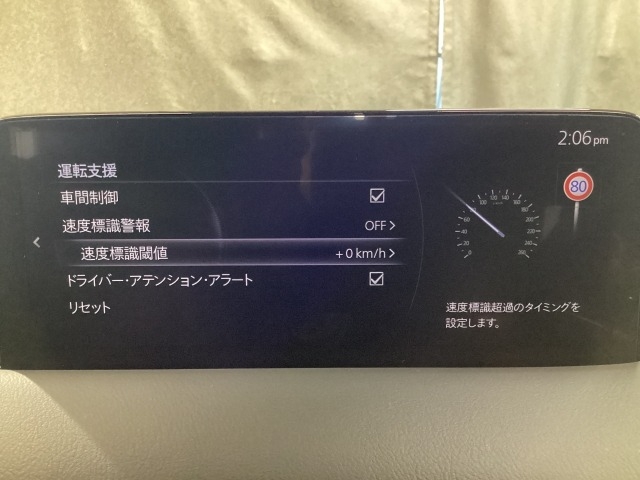 2:06pm
運転支援
車間制御
速度標識警報 OFF
速度標識閾値 +0 km/h
ドライバー・アテンション・アラート
リセット
80
速度標識超過のタイミングを
設定します。